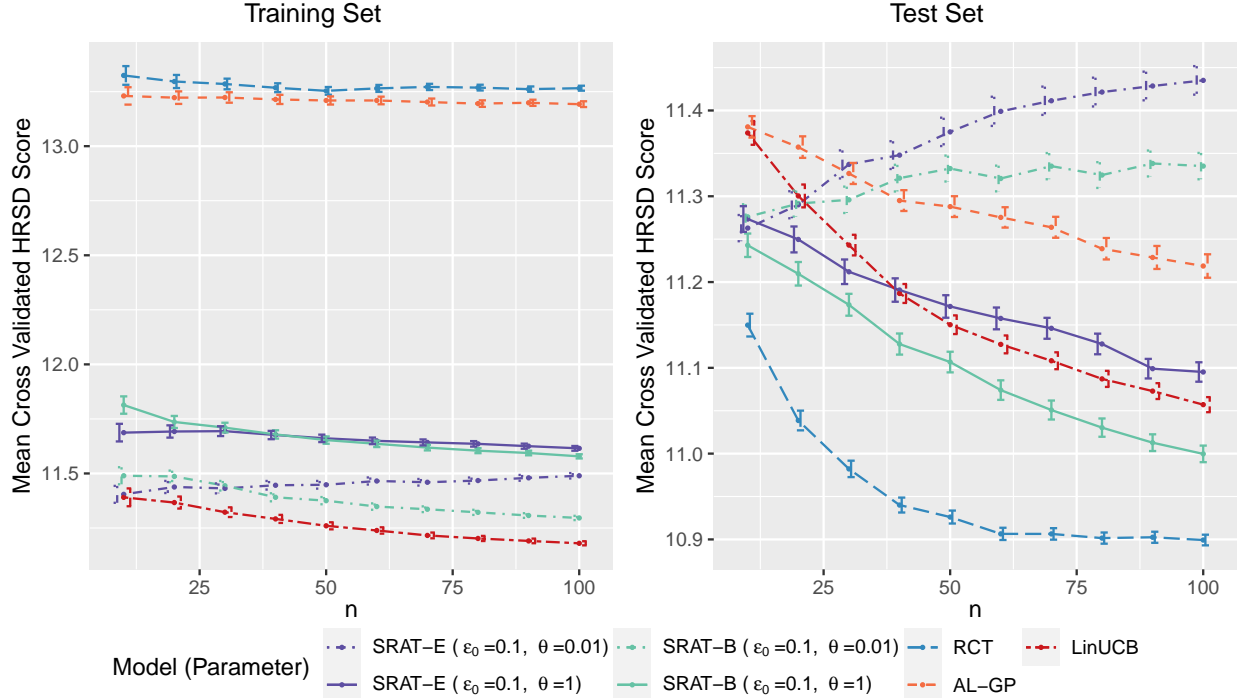 Training Set
Test Set
Mean Cross Validated HRSD Score
13.0
12.5
12.0
11.5
25
50
75
100
n
Mean Cross Validated HRSD Score
11.4
11.3
11.2
11.1
11.0
10.9
25
50
75
100
n
Model (Parameter)
SRAT−E ( ε0 =0.1, θ =0.01)
SRAT−B ( ε0 =0.1, θ =0.01)
RCT
LinUCB
SRAT−E ( ε0 =0.1, θ =1)
SRAT−B ( ε0 =0.1, θ =1)
AL−GP